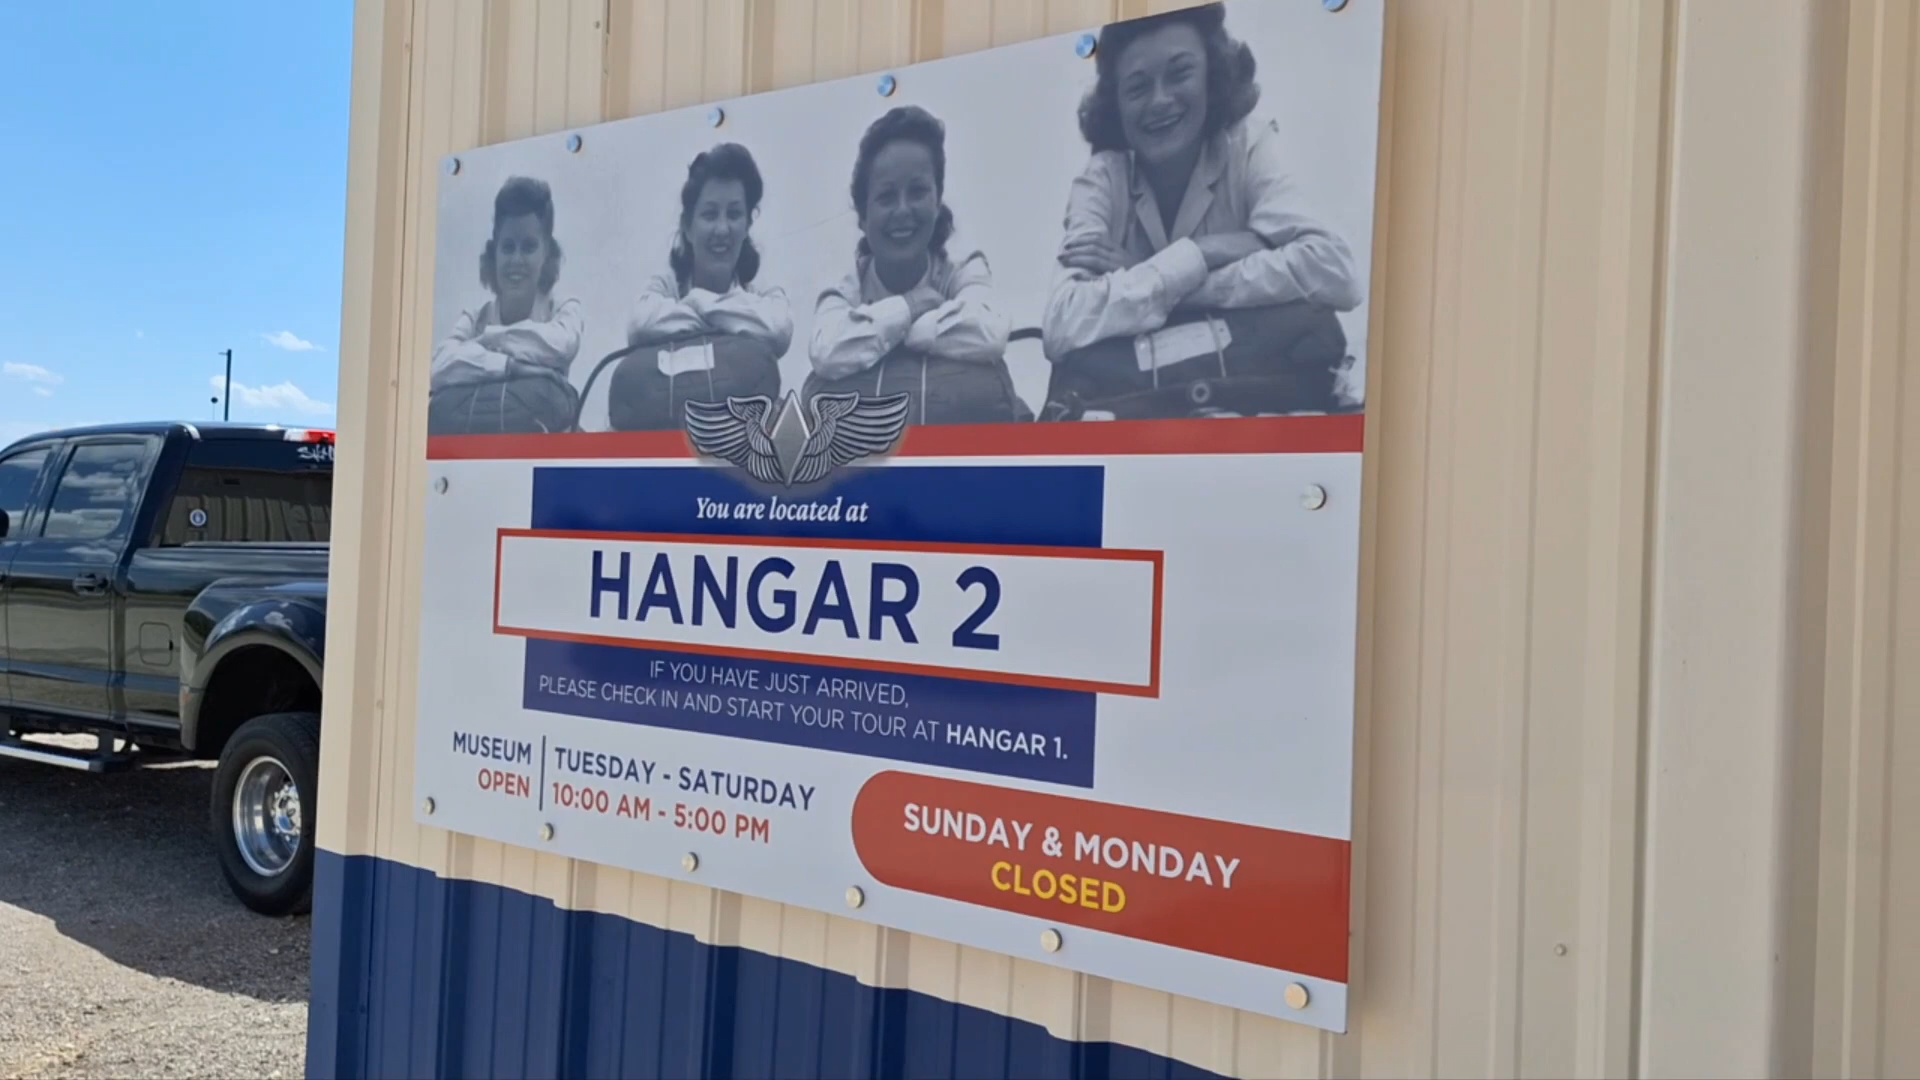 You are located at
HANGAR 2
IF YOU HAVE JUST ARRIVED,
PLEASE CHECK IN AND START YOUR TOUR AT HANGAR 1.
MUSEUM
OPEN
TUESDAY - SATURDAY
10:00 AM - 5:00 PM
SUNDAY & MONDAY
CLOSED